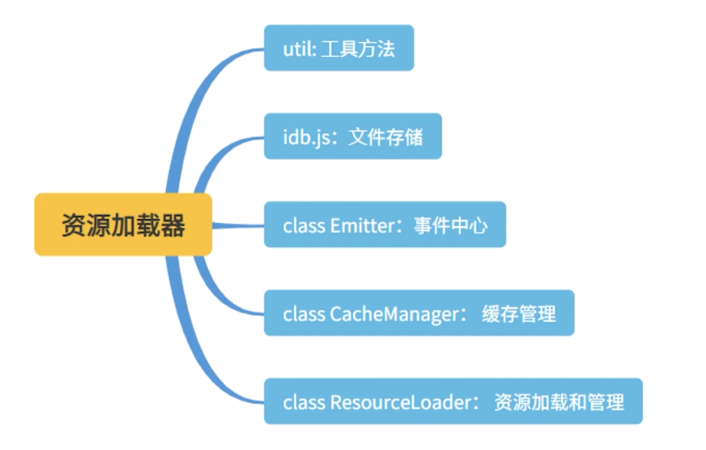 资源加载器
util: 工具方法
idb.js：文件存储
class Emitter：事件中心
class CacheManager： 缓存管理
class ResourceLoader： 资源加载和管理